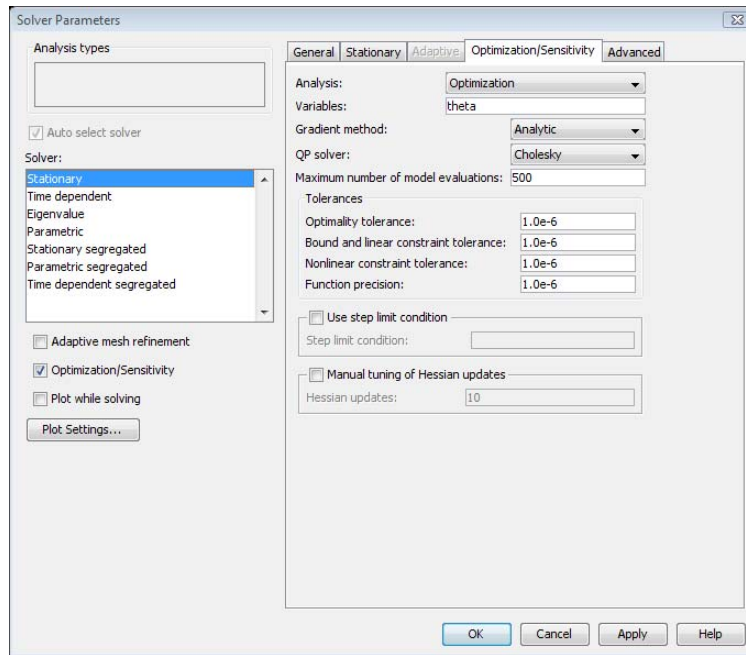 Solver Parameters
Analysis types
Auto select solver
Solver:
Stationary
Time dependent
Eigenvalue
Parametric
Stationary segregated
Parametric segregated
Time dependent segregated
Adaptive mesh refinement
Optimization/Sensitivity
Plot while solving
Plot Settings...
General Stationary Adaptive Optimization/Sensitivity Advanced
Analysis: Optimization
Variables: theta
Gradient method: Analytic
QP solver: Cholesky
Maximum number of model evaluations: 500
Tolerances
Optimality tolerance: 1.0e-6
Bound and linear constraint tolerance: 1.0e-6
Nonlinear constraint tolerance: 1.0e-6
Function precision: 1.0e-6
Use step limit condition
Step limit condition:
Manual tuning of Hessian updates
Hessian updates: 10
OK Cancel Apply Help